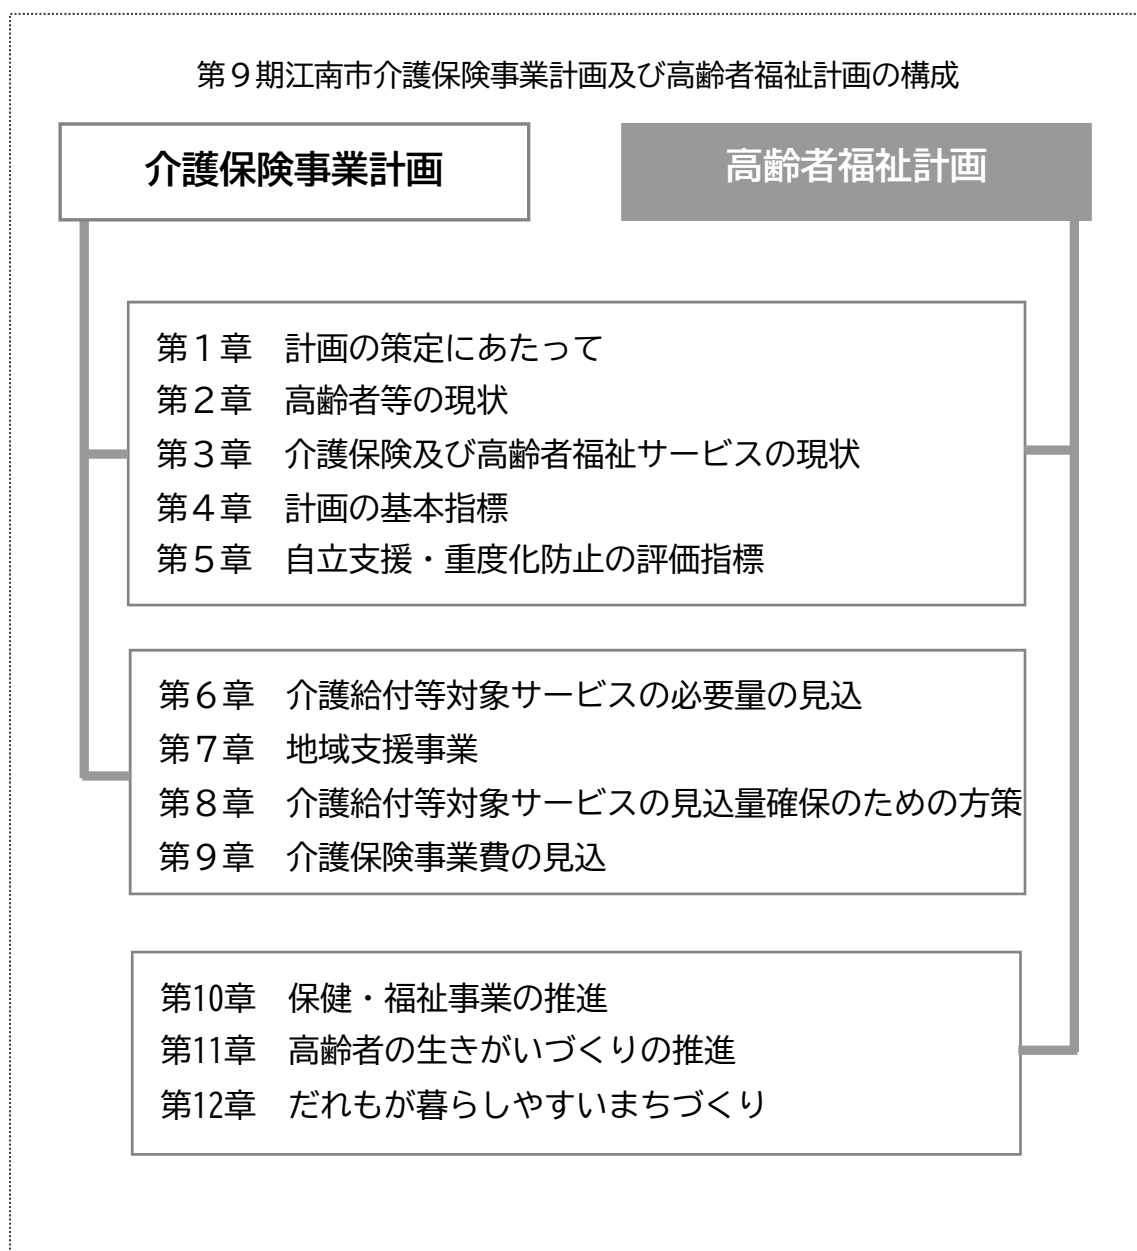 第９期江南市介護保険事業計画及び高齢者福祉計画の構成
介護保険事業計画
高齢者福祉計画
第１章　計画の策定にあたって
第２章　高齢者等の現状
第３章　介護保険及び高齢者福祉サービスの現状
第４章　計画の基本指標
第５章　自立支援・重度化防止の評価指標
第６章　介護給付等対象サービスの必要量の見込
第７章　地域支援事業
第８章　介護給付等対象サービスの見込量確保のための方策
第９章　介護保険事業費の見込
第10章　保健・福祉事業の推進
第11章　高齢者の生きがいづくりの推進
第12章　だれもが暮らしやすいまちづくり